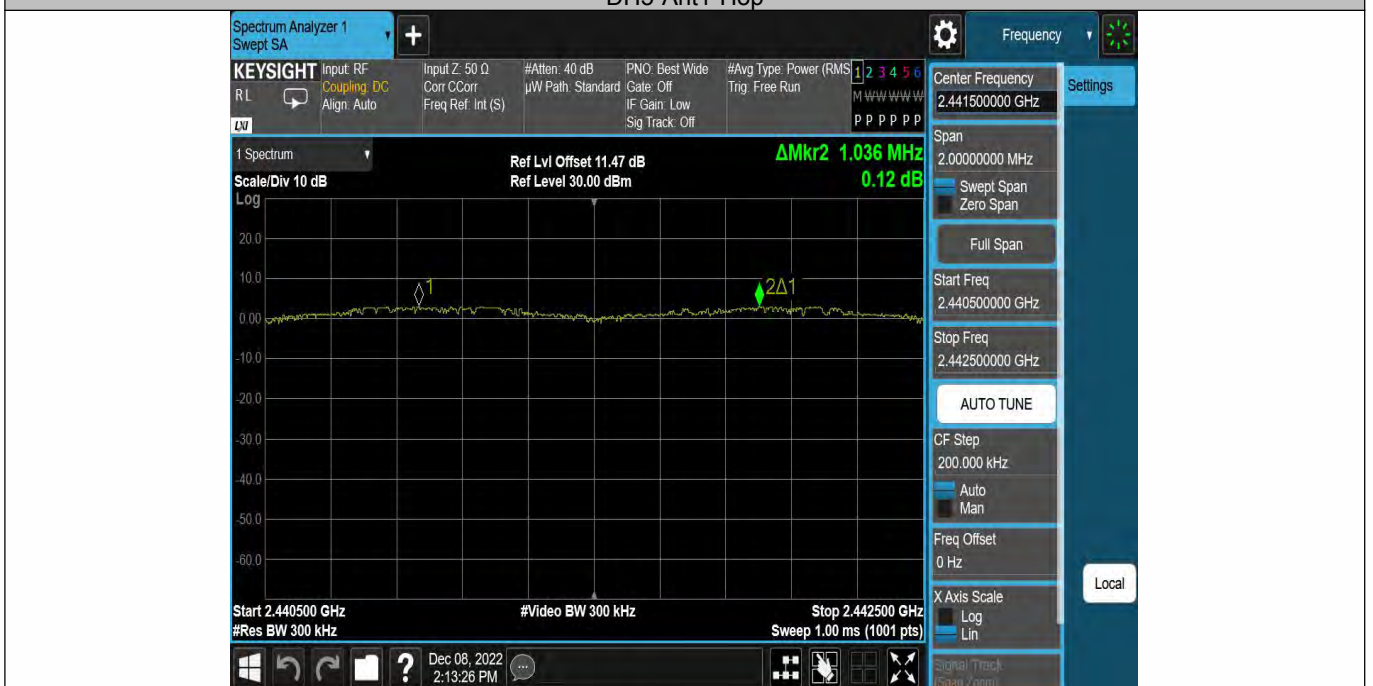 DH5-Ant1-Hop
Spectrum Analyzer 1
Swept SA
+
Frequency
KEYSIGHT
RL
LXI
Input: RF
Coupling: DC
Align: Auto
Input Z: 50 Ω
Corr CCorr
Freq Ref: Int (S)
#Atten: 40 dB
µW Path: Standard
PNO: Best Wide
Gate: Off
IF Gain: Low
Sig Track: Off
#Avg Type: Power (RMS
Trig: Free Run
1 2 3 4 5 6
M W W W W W
P P P P P P
1 Spectrum
Scale/Div 10 dB
Log
Ref Lvl Offset 11.47 dB
Ref Level 30.00 dBm
ΔMkr2 1.036 MHz
0.12 dB
20.0
10.0
0.00
-10.0
-20.0
-30.0
-40.0
-50.0
-60.0
1
2Δ1
Start 2.440500 GHz
#Res BW 300 kHz
#Video BW 300 kHz
Stop 2.442500 GHz
Sweep 1.00 ms (1001 pts)
Center Frequency
2.441500000 GHz
Settings
Span
2.00000000 MHz
Swept Span
Zero Span
Full Span
Start Freq
2.440500000 GHz
Stop Freq
2.442500000 GHz
AUTO TUNE
CF Step
200.000 kHz
Auto
Man
Freq Offset
0 Hz
X Axis Scale
Log
Lin
Local
Signal Track
(Span Zoom)
?
Dec 08, 2022
2:13:26 PM